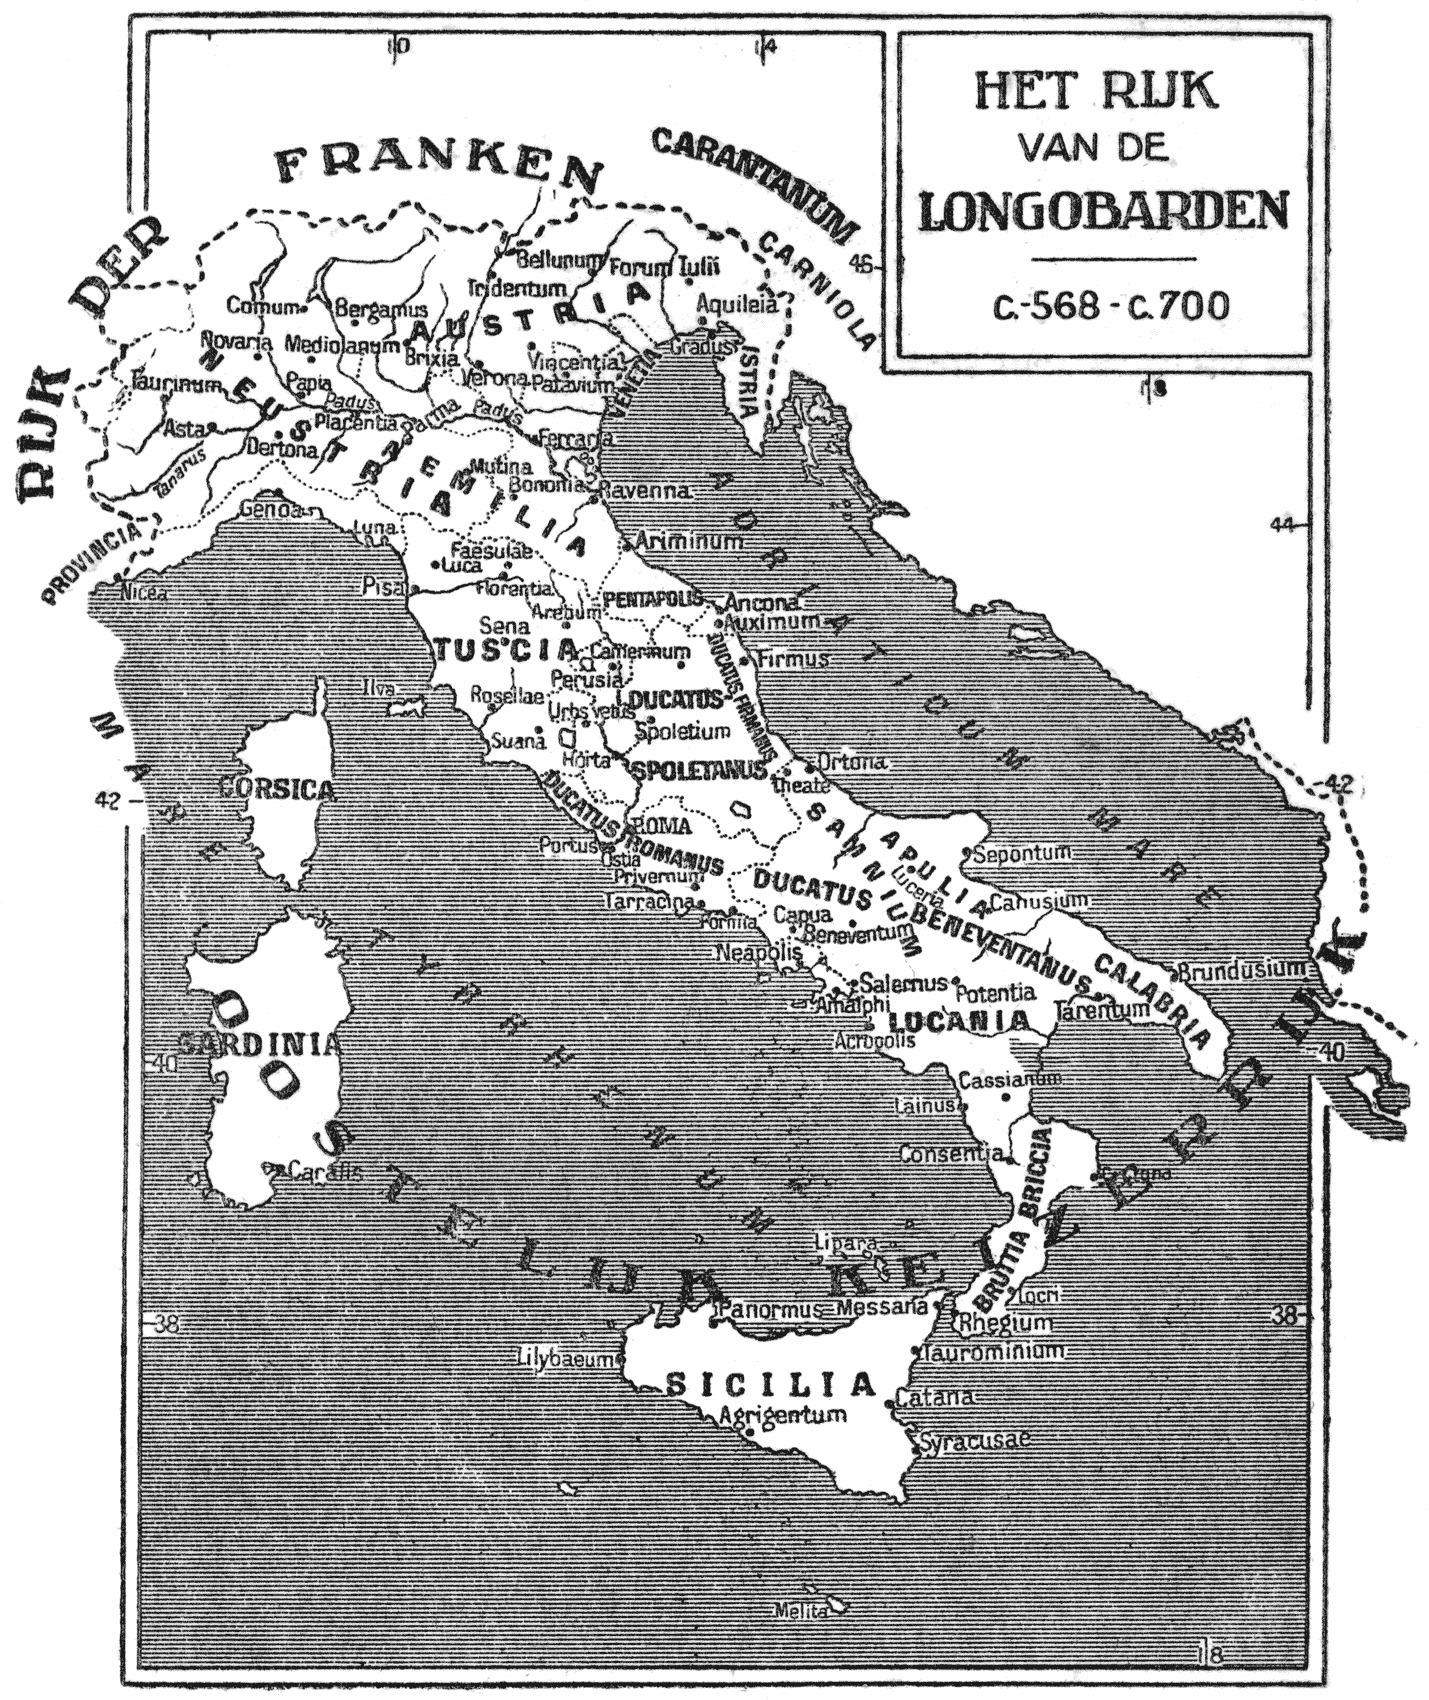 10
14
HET RIJK
VAN DE
LONGOBARDEN
C.-568 - C.700
RIJK DER FRANKEN
CARANTANUM
CARNIOLA
46
Bellunum
Forum Iulii
Tridentum
Comum
Bergamus
AUSTRIA
Aquileia
Novaria
Mediolanum
Brixia
Vincentia
Gradus
ISTRIA
VENETIA
Taurinum
Papia
Verona
Patavium
NEUSTRIA
Padus
Padus
Placentia
Parma
Asta
Dertona
Ferraria
Tanarus
AEMILIA
Mutina
Bononia
Ravenna
18
Genoa
Luna
44
PROVINCIA
Nicea
Ariminum
Faesulae
Luca
Pisa
Florentia
PENTAPOLIS
Ancona
Auximum
Aretium
Sena
TUSCIA
Camerinum
DUCATUS FIRMANUS
Firmus
Perusia
Ilva
Rosellae
Urbs vetus
DUCATUS
Spoletium
Suana
Horta
SPOLETANUS
Ortona
Theate
MARE ADRIATICUM
MARE
42
42
CORSICA
DUCATUS ROMANUS
ROMA
Portus
Ostia
Privernum
Tarracina
Formia
SAMNIUM
APULIA
Sepontum
Luceria
Canusium
DUCATUS BENEVENTANUS
Capua
Beneventum
Neapolis
CALABRIA
Brundusium
Salernus
Potentia
Amalphi
Tarentum
LUCANIA
Acropolis
MARE TYRRHENUM
SARDINIA
40
40
Cassianum
Lainus
Consentia
Caralis
BRUTTIA BRICCIA
OOSTELIJK KEIZERRIJK
Lipara
Locri
Panormus
Messana
Rhegium
38
38
Lilybaeum
Taurominium
SICILIA
Catana
Agrigentum
Syracusae
Melita
18